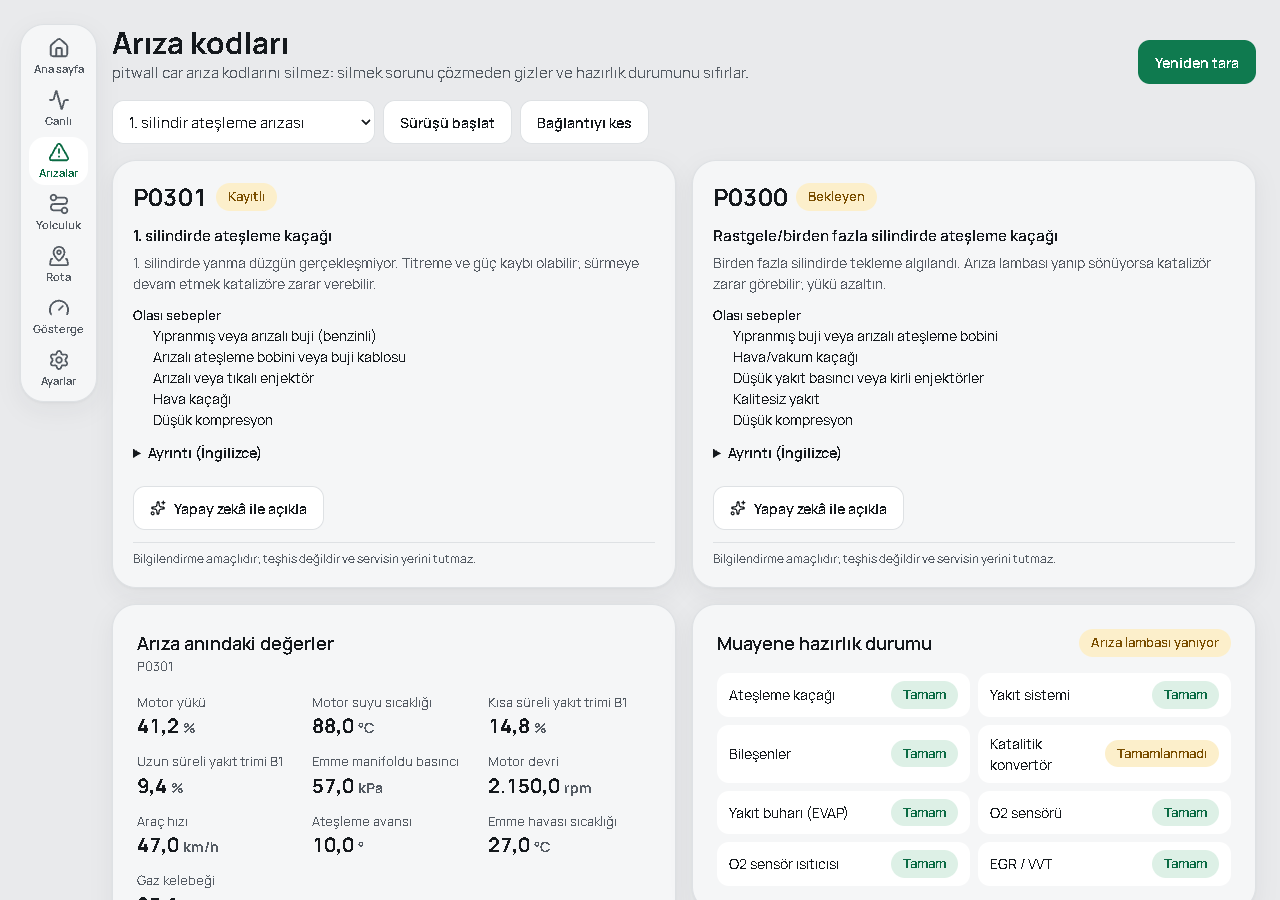 Arıza kodları
pitwall car arıza kodlarını silmez: silmek sorunu çözmeden gizler ve hazırlık durumunu sıfırlar.
Yeniden tara
Ana sayfa
Canlı
Arızalar
Yolculuk
Rota
Gösterge
Ayarlar
1. silindir ateşleme arızası
Sürüşü başlat
Bağlantıyı kes
P0301
Kayıtlı
1. silindirde ateşleme kaçağı
1. silindirde yanma düzgün gerçekleşmiyor. Titreme ve güç kaybı olabilir; sürmeye
devam etmek katalizöre zarar verebilir.
Olası sebepler
Yıpranmış veya arızalı buji (benzinli)
Arızalı ateşleme bobini veya buji kablosu
Arızalı veya tıkalı enjektör
Hava kaçağı
Düşük kompresyon
Ayrıntı (İngilizce)
Yapay zekâ ile açıkla
Bilgilendirme amaçlıdır; teşhis değildir ve servisin yerini tutmaz.
P0300
Bekleyen
Rastgele/birden fazla silindirde ateşleme kaçağı
Birden fazla silindirde tekleme algılandı. Arıza lambası yanıp sönüyorsa katalizör
zarar görebilir; yükü azaltın.
Olası sebepler
Yıpranmış buji veya arızalı ateşleme bobini
Hava/vakum kaçağı
Düşük yakıt basıncı veya kirli enjektörler
Kalitesiz yakıt
Düşük kompresyon
Ayrıntı (İngilizce)
Yapay zekâ ile açıkla
Bilgilendirme amaçlıdır; teşhis değildir ve servisin yerini tutmaz.
Arıza anındaki değerler
P0301
Motor yükü
41,2 %
Motor suyu sıcaklığı
88,0 °C
Kısa süreli yakıt trimi B1
14,8 %
Uzun süreli yakıt trimi B1
9,4 %
Emme manifoldu basıncı
57,0 kPa
Motor devri
2.150,0 rpm
Araç hızı
47,0 km/h
Ateşleme avansı
10,0 °
Emme havası sıcaklığı
27,0 °C
Gaz kelebeği
Muayene hazırlık durumu
Arıza lambası yanıyor
Ateşleme kaçağı
Tamam
Yakıt sistemi
Tamam
Bileşenler
Tamam
Katalitik
konvertör
Tamamlanmadı
Yakıt buharı (EVAP)
Tamam
O2 sensörü
Tamam
O2 sensör ısıtıcısı
Tamam
EGR / VVT
Tamam